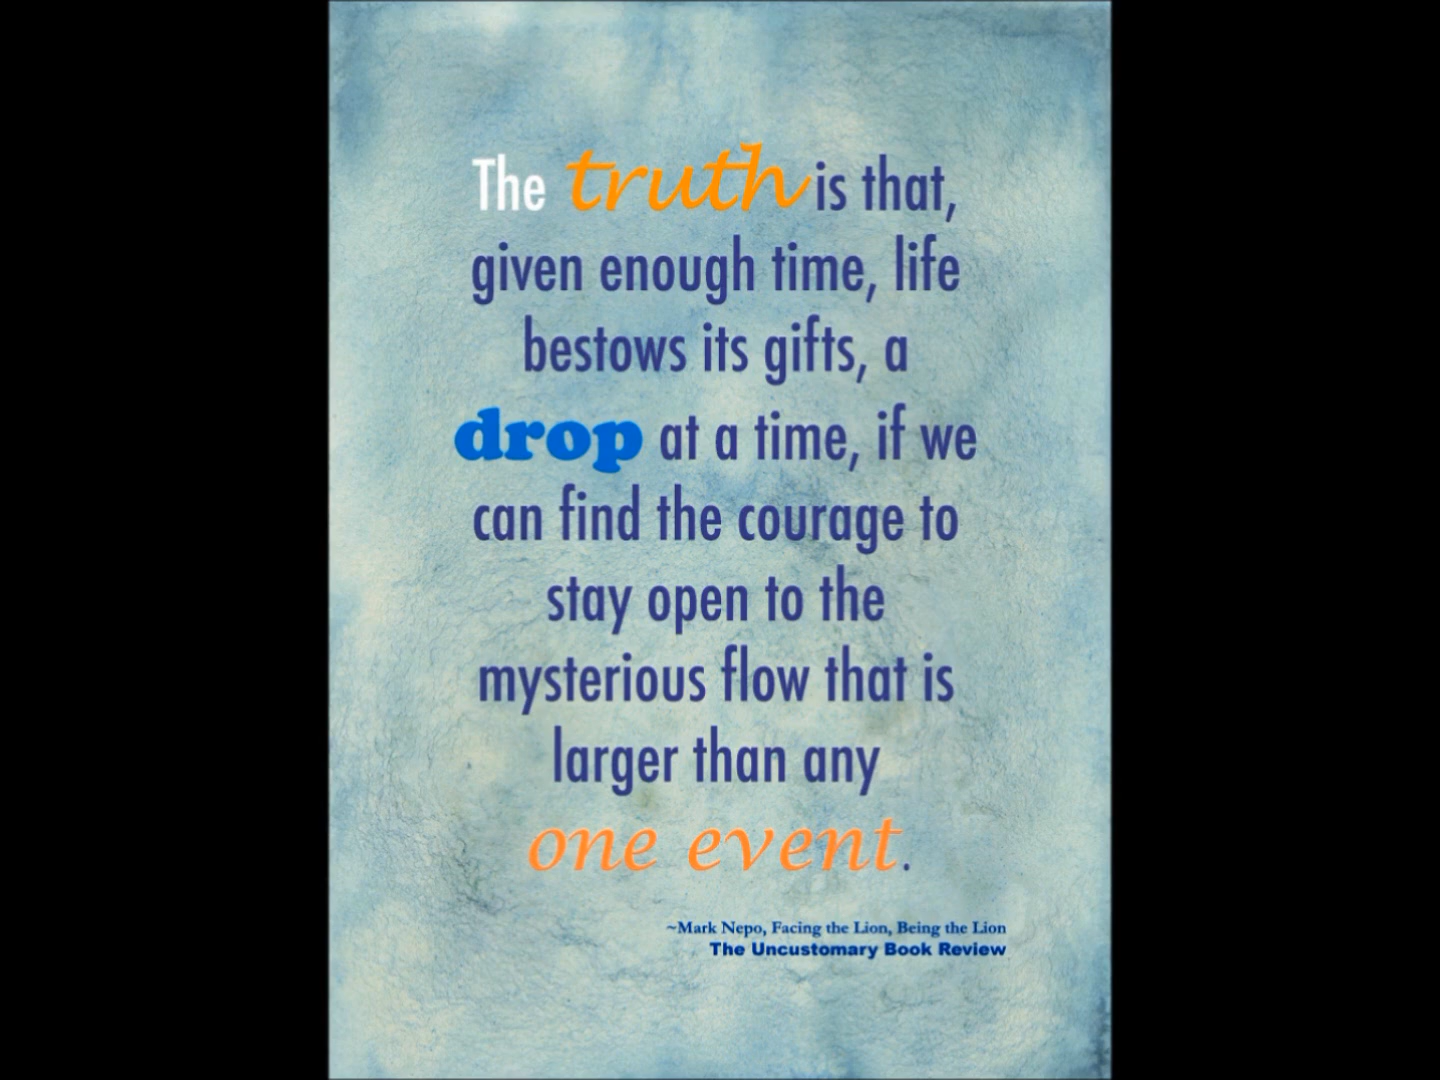 The truth is that,
given enough time, life
bestows its gifts, a
drop at a time, if we
can find the courage to
stay open to the
mysterious flow that is
larger than any
one event.
~Mark Nepo, Facing the Lion, Being the Lion
The Uncustomary Book Review